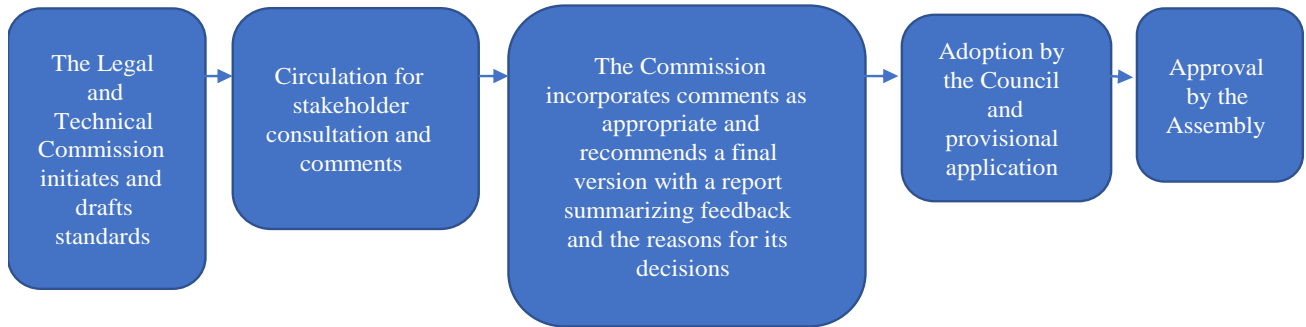 The Legal
and
Technical
Commission
initiates and
drafts
standards
Circulation for
stakeholder
consultation and
comments
The Commission
incorporates comments as
appropriate and
recommends a final
version with a report
summarizing feedback
and the reasons for its
decisions
Adoption by
the Council
and
provisional
application
Approval
by the
Assembly